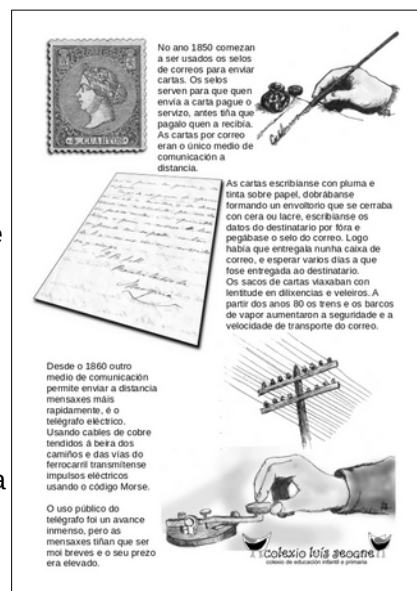 No ano 1850 comezan
a ser usados os selos
de correos para enviar
cartas. Os selos
serven para que quen
envía a carta pague o
servizo, antes tiña que
pagalo quen a recibía.
As cartas por correo
eran o único medio de
comunicación a
distancia.
CUARTOS
As cartas escribíanse con pluma e
tinta sobre papel, dobrábanse
formando un envoltorio que se cerraba
con cera ou lacre, escribíanse os
datos do destinatario por fóra e
pegábase o selo do correo. Logo
había que entregala nunha caixa de
correo, e esperar varios días a que
fose entregada ao destinatario.
Os sacos de cartas viaxaban con
lentitude en dilixencias e veleiros. A
partir dos anos 80 os trens e os barcos
de vapor aumentaron a seguridade e a
velocidade de transporte do correo.
e
Desde o 1860 outro
medio de comunicación
permite enviar a distancia
mensaxes máis
rapidamente, é o
telégrafo eléctrico.
Usando cables de cobre
tendidos á beira dos
camiños e das vías do
ferrocarril transmítense
impulsos eléctricos
usando o código Morse.
a
O uso público do
telégrafo foi un avance
inmenso, pero as
mensaxes tiñan que ser
moi breves e o seu prezo
era elevado.
colexio luís seoane
colexio de educación infantil e primaria